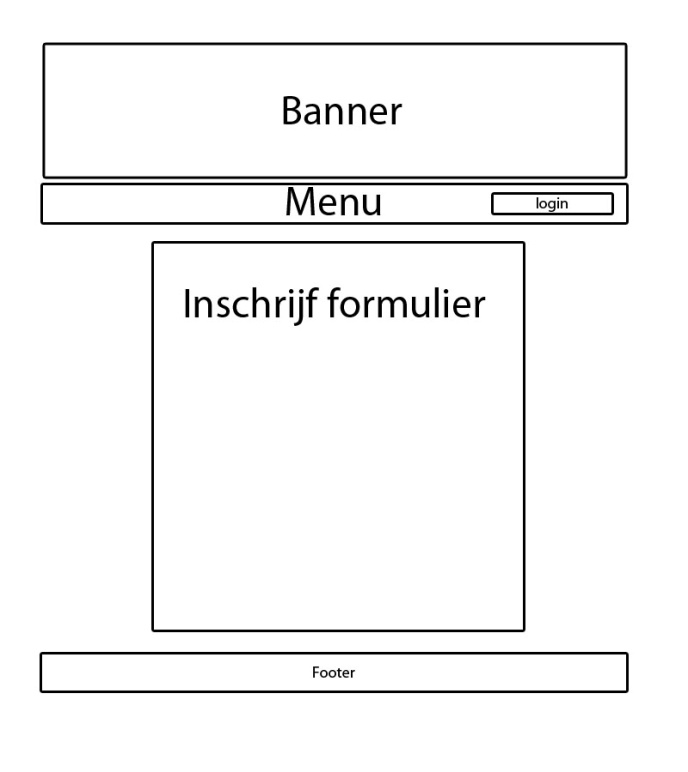 Banner
Menu
login
Inschrijf formulier
Footer